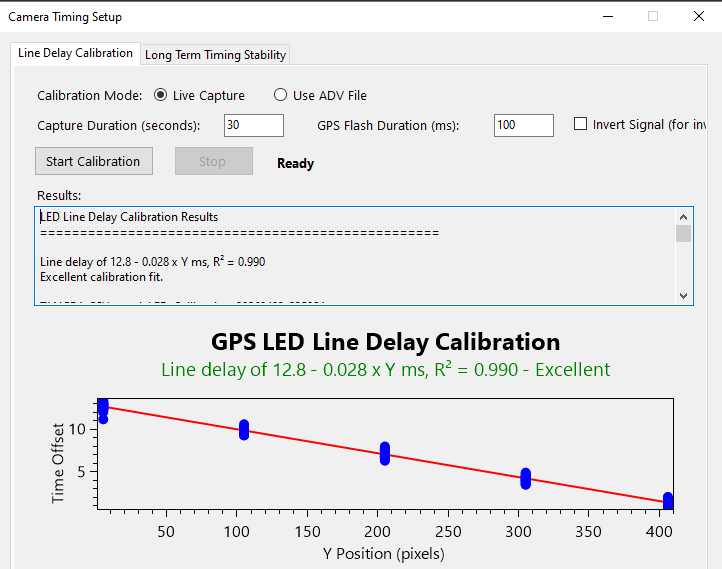 Camera Timing Setup
Line Delay Calibration Long Term Timing Stability
Calibration Mode: Live Capture Use ADV File
Capture Duration (seconds): 30 GPS Flash Duration (ms): 100 Invert Signal (for inv
Start Calibration Stop Ready
Results:
LED Line Delay Calibration Results
==================================================
Line delay of 12.8 - 0.028 x Y ms, R² = 0.990
Excellent calibration fit.
GPS LED Line Delay Calibration
Line delay of 12.8 - 0.028 x Y ms, R² = 0.990 - Excellent
10
5
Time Offset
50 100 150 200 250 300 350 400
Y Position (pixels)